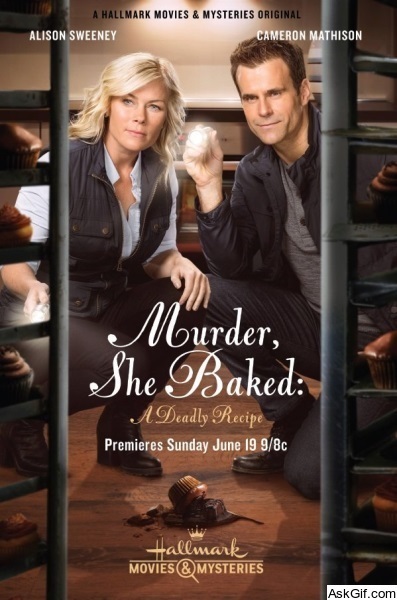 A HALLMARK MOVIES & MYSTERIES ORIGINAL
ALISON SWEENEY
CAMERON MATHISON
Murder,
She Baked:
A Deadly Recipe
Premieres Sunday June 19 9/8c
Hallmark
MOVIES & MYSTERIES
AskGif.com